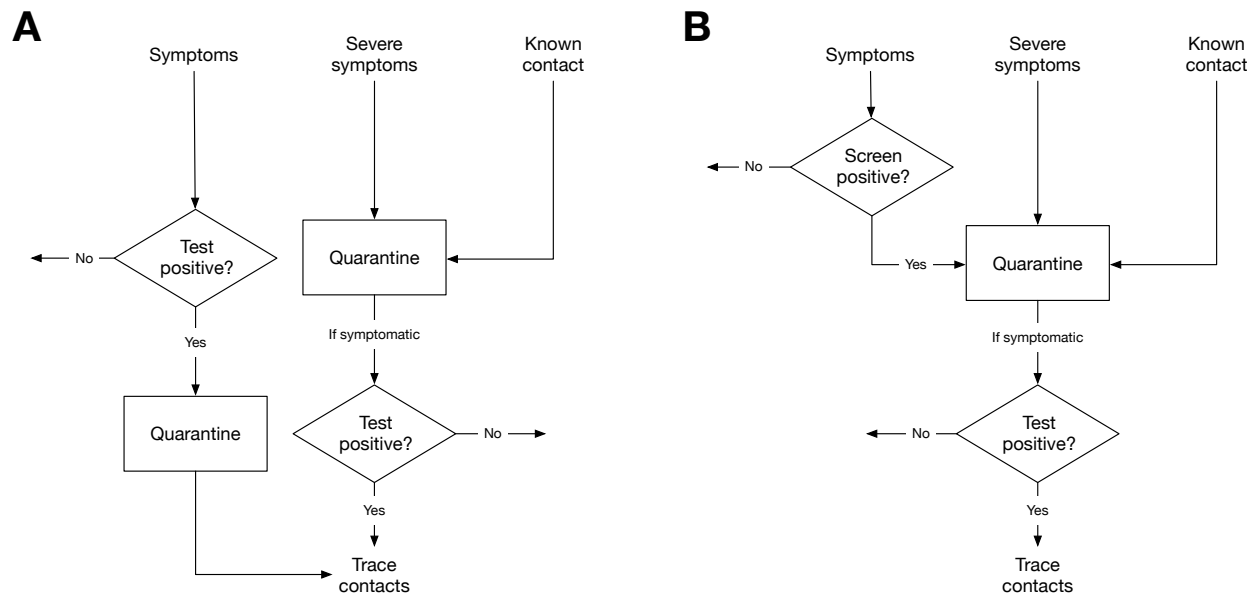 A
Symptoms
Severe
symptoms
Known
contact
Test
positive?
No
Yes
Quarantine
Quarantine
If symptomatic
Test
positive?
No
Yes
Trace
contacts
B
Symptoms
Severe
symptoms
Known
contact
Screen
positive?
No
Yes
Quarantine
If symptomatic
Test
positive?
No
Yes
Trace
contacts